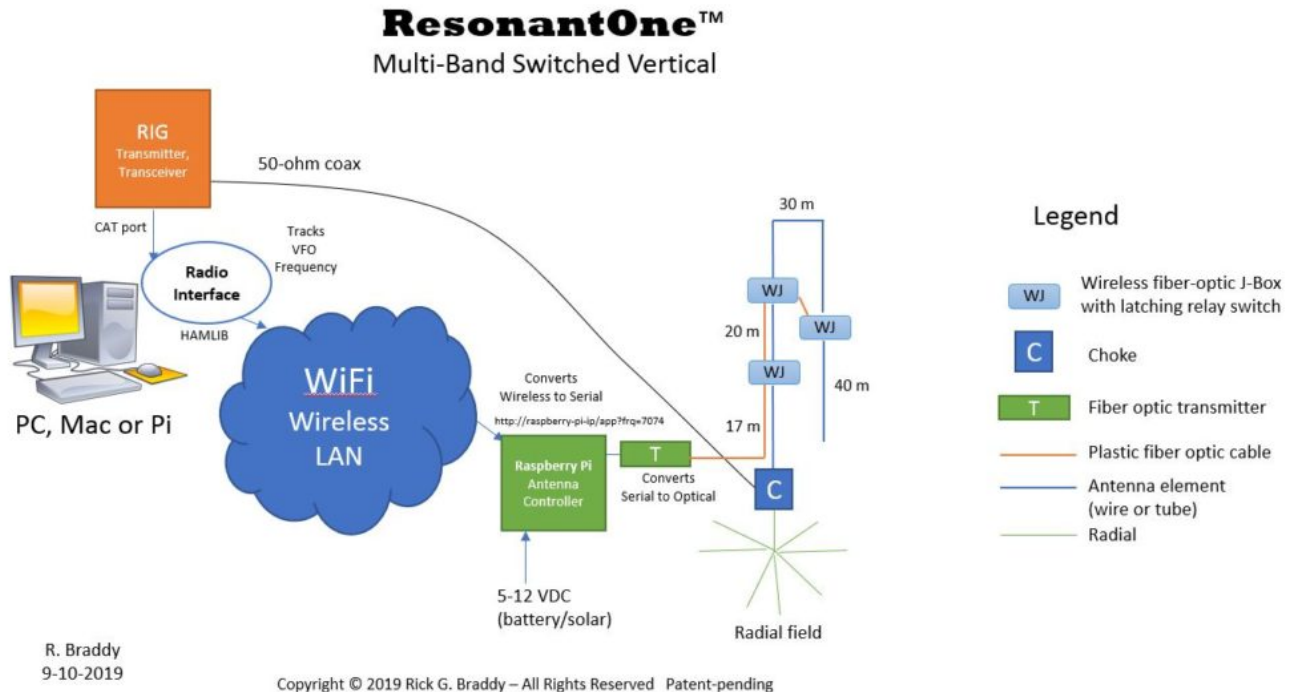 ResonantOne™
Multi-Band Switched Vertical
RIG
Transmitter,
Transceiver
50-ohm coax
CAT port
Tracks
VFO
Frequency
Radio
Interface
HAMLIB
PC, Mac or Pi
WiFi
Wireless
LAN
Converts
Wireless to Serial
http://raspberry-pi-ip/app?frq=7074
Raspberry Pi
Antenna
Controller
T
Converts
Serial to Optical
5-12 VDC
(battery/solar)
30 m
WJ
WJ
20 m
WJ
40 m
17 m
C
Radial field
Legend
WJ
Wireless fiber-optic J-Box
with latching relay switch
C
Choke
T
Fiber optic transmitter
Plastic fiber optic cable
Antenna element
(wire or tube)
Radial
R. Braddy
9-10-2019
Copyright © 2019 Rick G. Braddy – All Rights Reserved Patent-pending